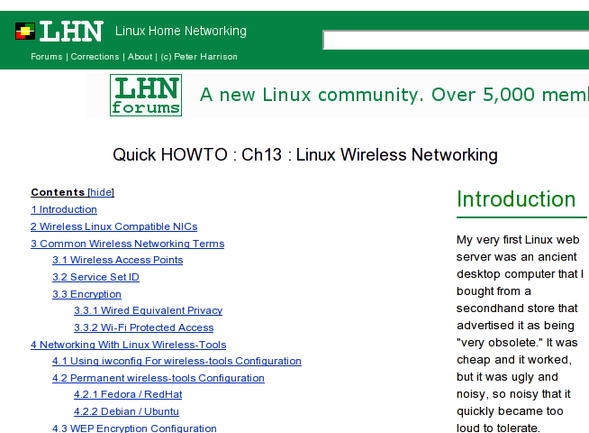 LHN Linux Home Networking
Forums | Corrections | About | (c) Peter Harrison
LHN
forums
A new Linux community. Over 5,000
Quick HOWTO : Ch13 : Linux Wireless Networking
Contents [hide]
1 Introduction
2 Wireless Linux Compatible NICs
3 Common Wireless Networking Terms
3.1 Wireless Access Points
3.2 Service Set ID
3.3 Encryption
3.3.1 Wired Equivalent Privacy
3.3.2 Wi-Fi Protected Access
4 Networking With Linux Wireless-Tools
4.1 Using iwconfig For wireless-tools Configuration
4.2 Permanent wireless-tools Configuration
4.2.1 Fedora / RedHat
4.2.2 Debian / Ubuntu
4.3 WEP Encryption Configuration
Introduction
My very first Linux web
server was an ancient
desktop computer that I
bought from a
secondhand store that
advertised it as being
"very obsolete." It was
cheap and it worked,
but it was ugly and
noisy, so noisy that it
quickly became too
loud to tolerate.